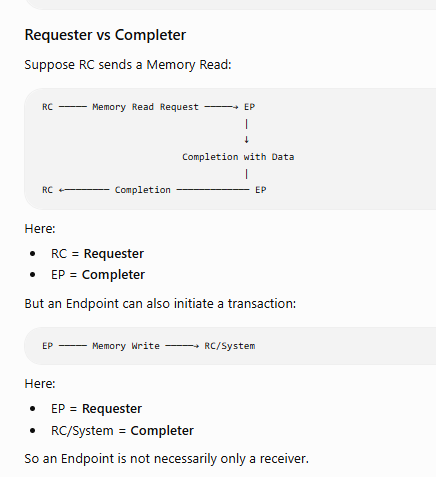 Requester vs Completer
Suppose RC sends a Memory Read:
RC ───── Memory Read Request ─────→ EP
|
↓
Completion with Data
|
RC ←──────── Completion ───────────── EP
Here:
• RC = Requester
• EP = Completer
But an Endpoint can also initiate a transaction:
EP ───── Memory Write ─────→ RC/System
Here:
• EP = Requester
• RC/System = Completer
So an Endpoint is not necessarily only a receiver.